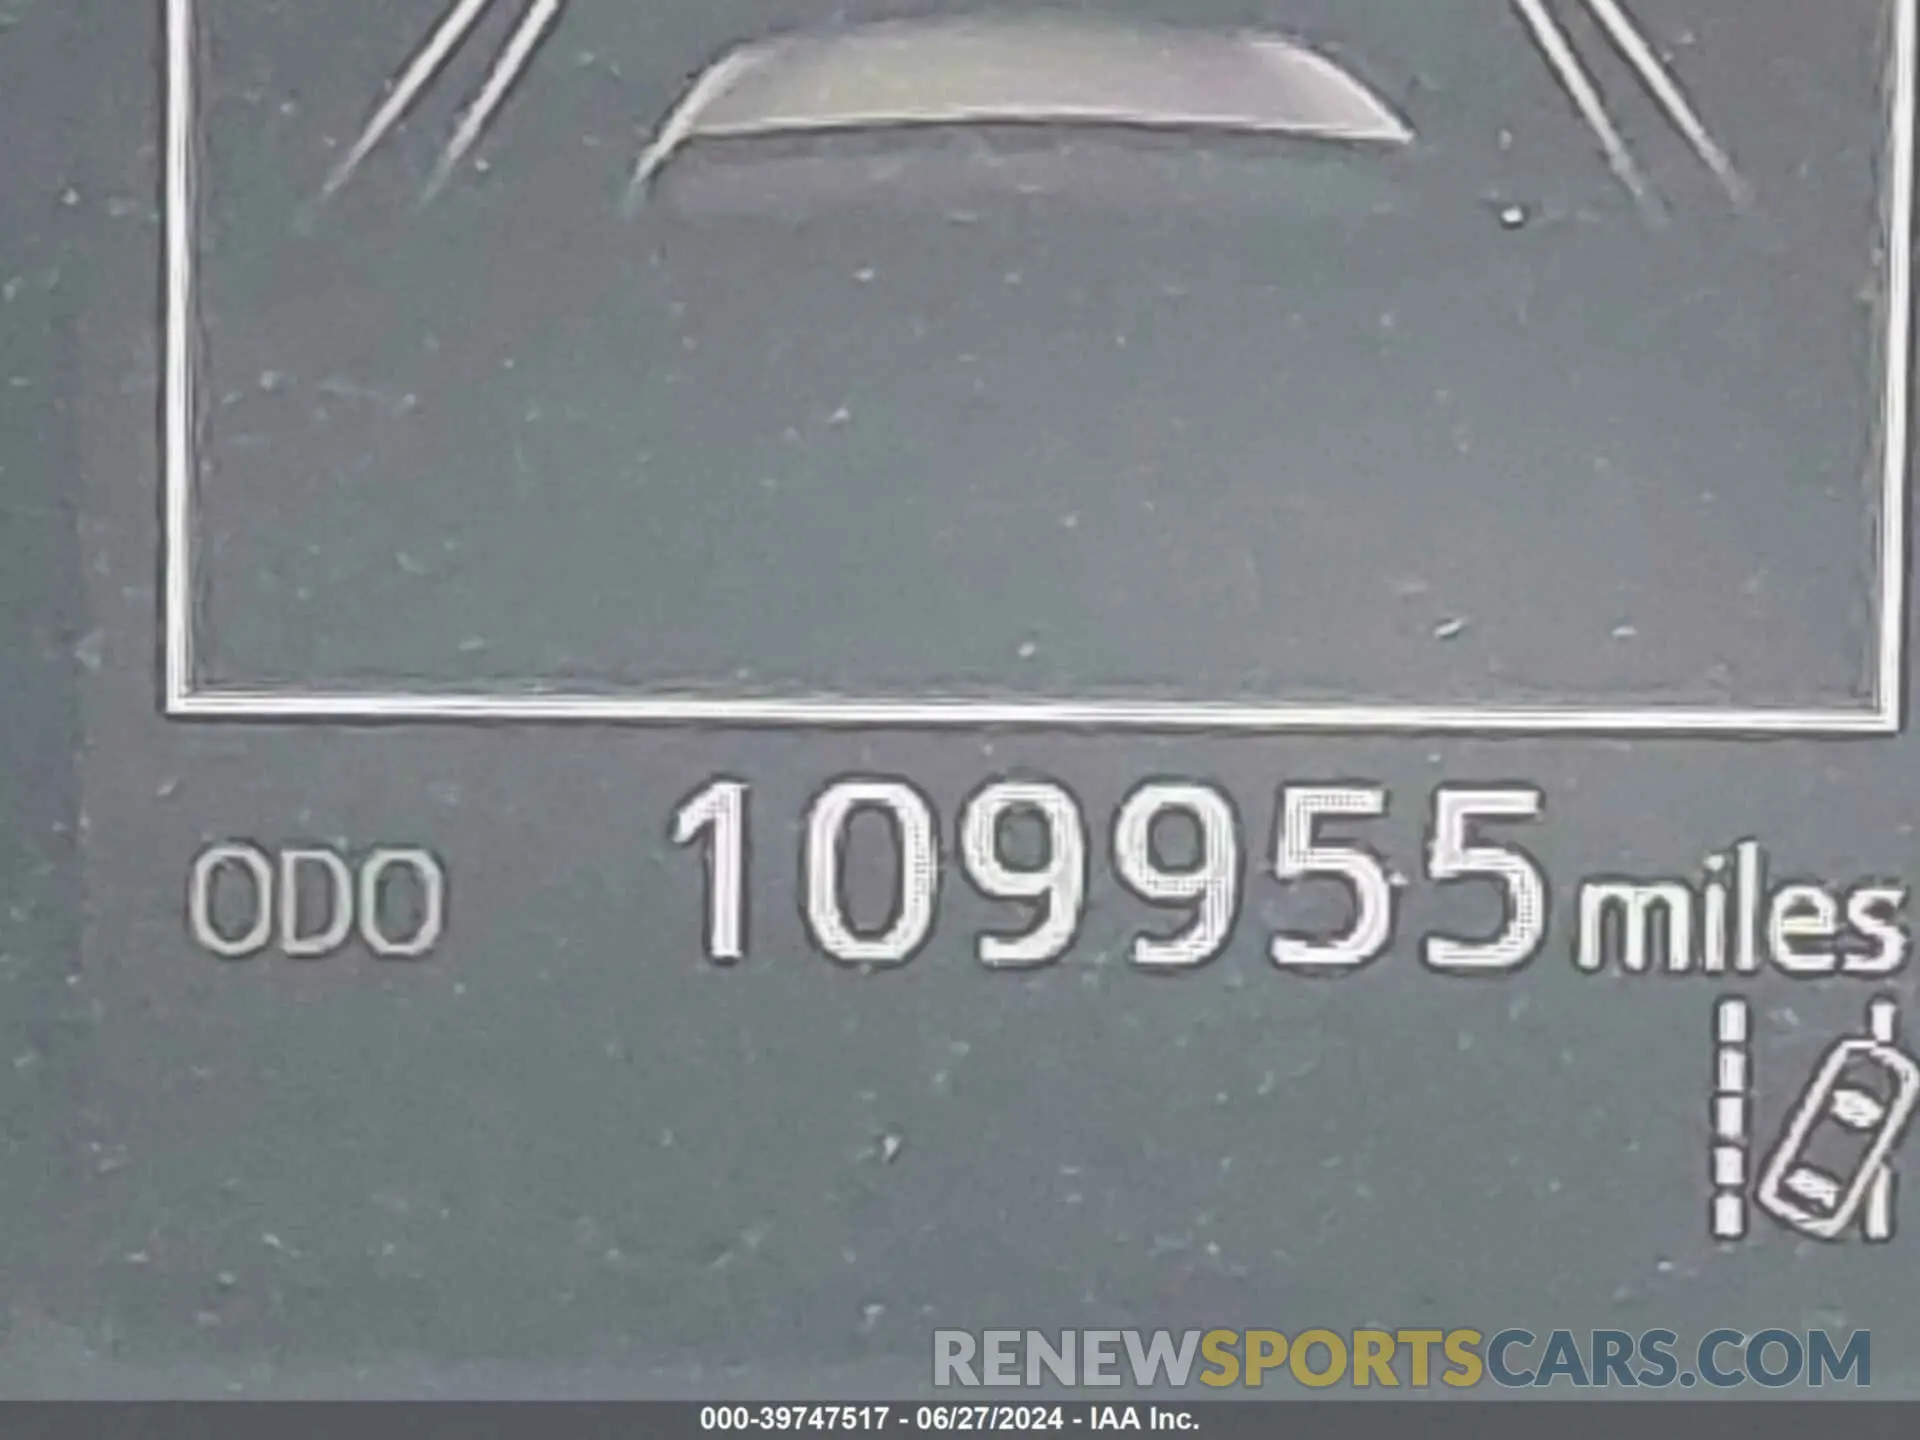 ODO 109955 miles
RENEWSPORTSCARS.COM
000-39747517 - 06/27/2024 - IAA Inc.